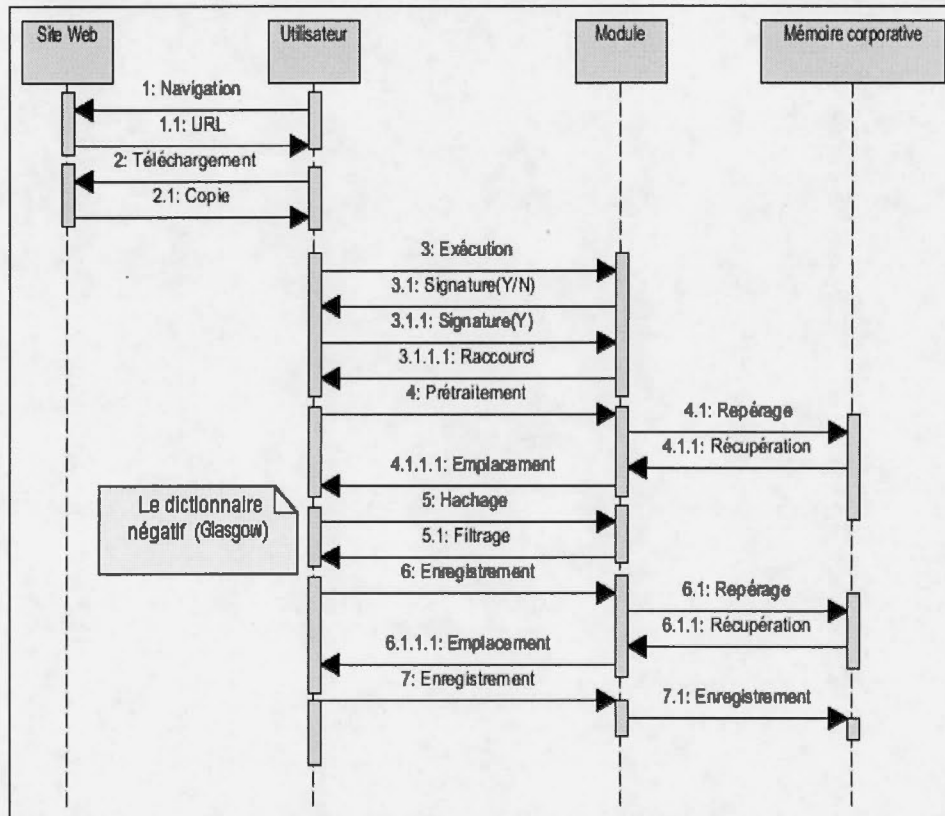 Site Web
Utilisateur
Module
Mémoire corporative
1: Navigation
1.1: URL
2: Téléchargement
2.1: Copie
3: Exécution
3.1: Signature(Y/N)
3.1.1: Signature(Y)
3.1.1.1: Raccourci
4: Prétraitement
4.1: Repérage
4.1.1: Récupération
4.1.1.1: Emplacement
Le dictionnaire
négatif (Glasgow)
5: Hachage
5.1: Filtrage
6: Enregistrement
6.1: Repérage
6.1.1: Récupération
6.1.1.1: Emplacement
7: Enregistrement
7.1: Enregistrement